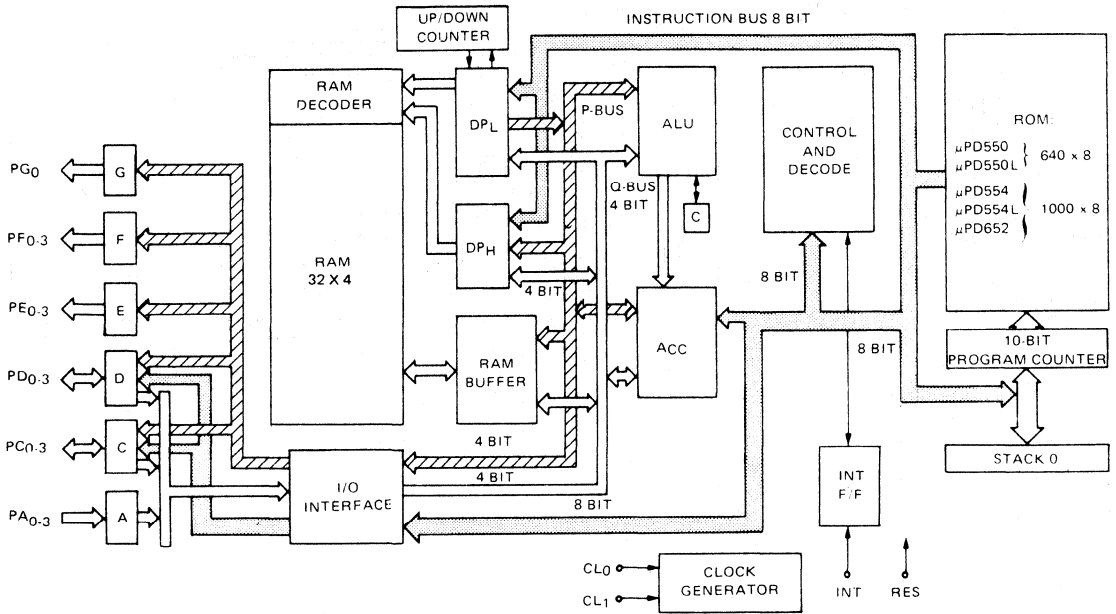 UP/DOWN
COUNTER
INSTRUCTION BUS 8 BIT
RAM
DECODER
DPL
P-BUS
ALU
CONTROL
AND
DECODE
ROM:
μPD550
μPD550L
640 x 8
μPD554
μPD554L
μPD652
1000 x 8
PG0
G
Q-BUS
4 BIT
C
PF0-3
F
DPH
RAM
32 X 4
4 BIT
8 BIT
PE0-3
E
RAM
BUFFER
ACC
8 BIT
10-BIT
PROGRAM COUNTER
PD0-3
D
PC0-3
C
4 BIT
STACK 0
4 BIT
I/O
INTERFACE
8 BIT
INT
F/F
PA0-3
A
CL0
CL1
CLOCK
GENERATOR
INT
RES